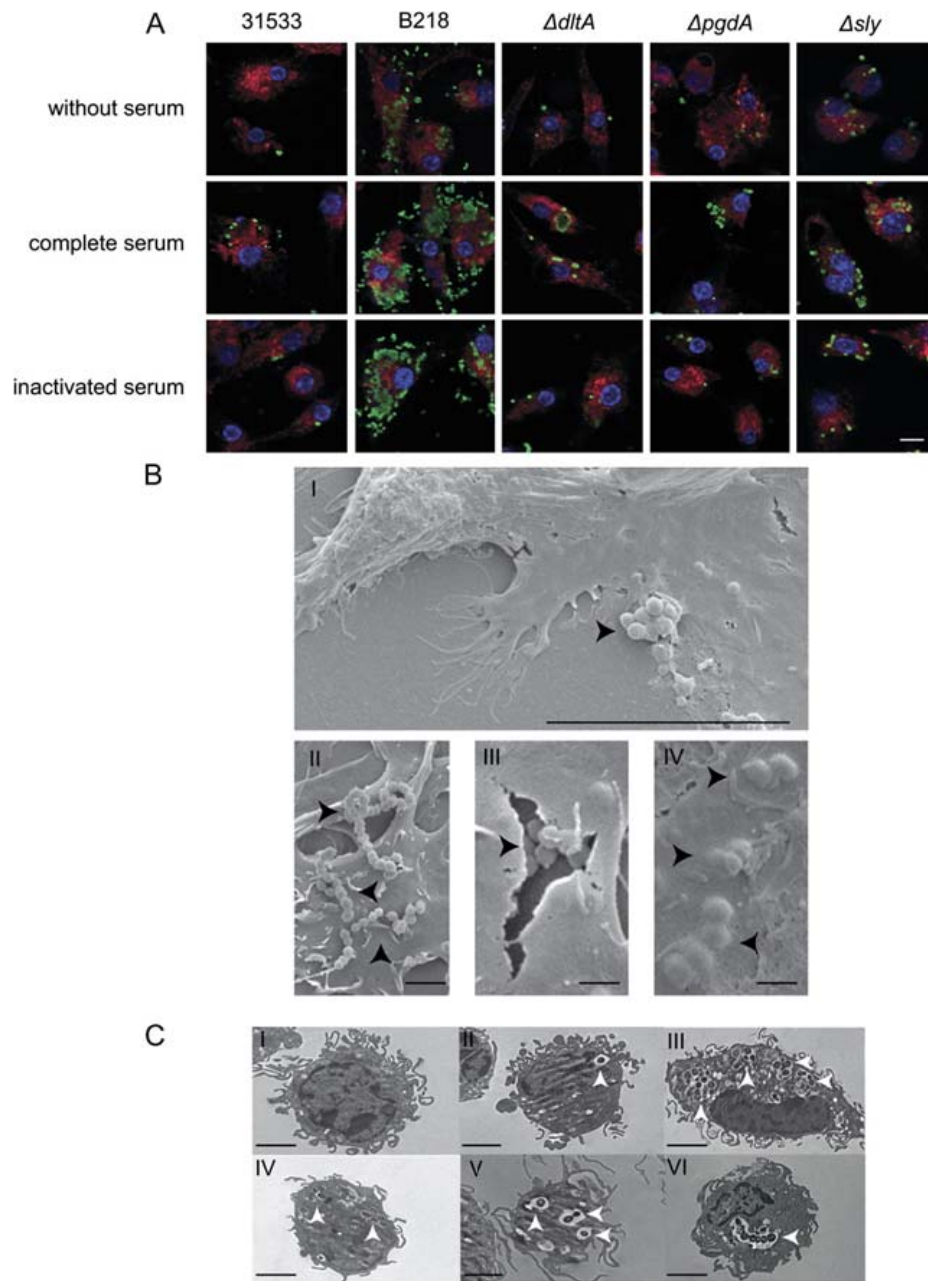 A
31533 B218 ΔdltA ΔpgdA Δsly
without serum
complete serum
inactivated serum
B
I
II III IV
C
I II III
IV V VI